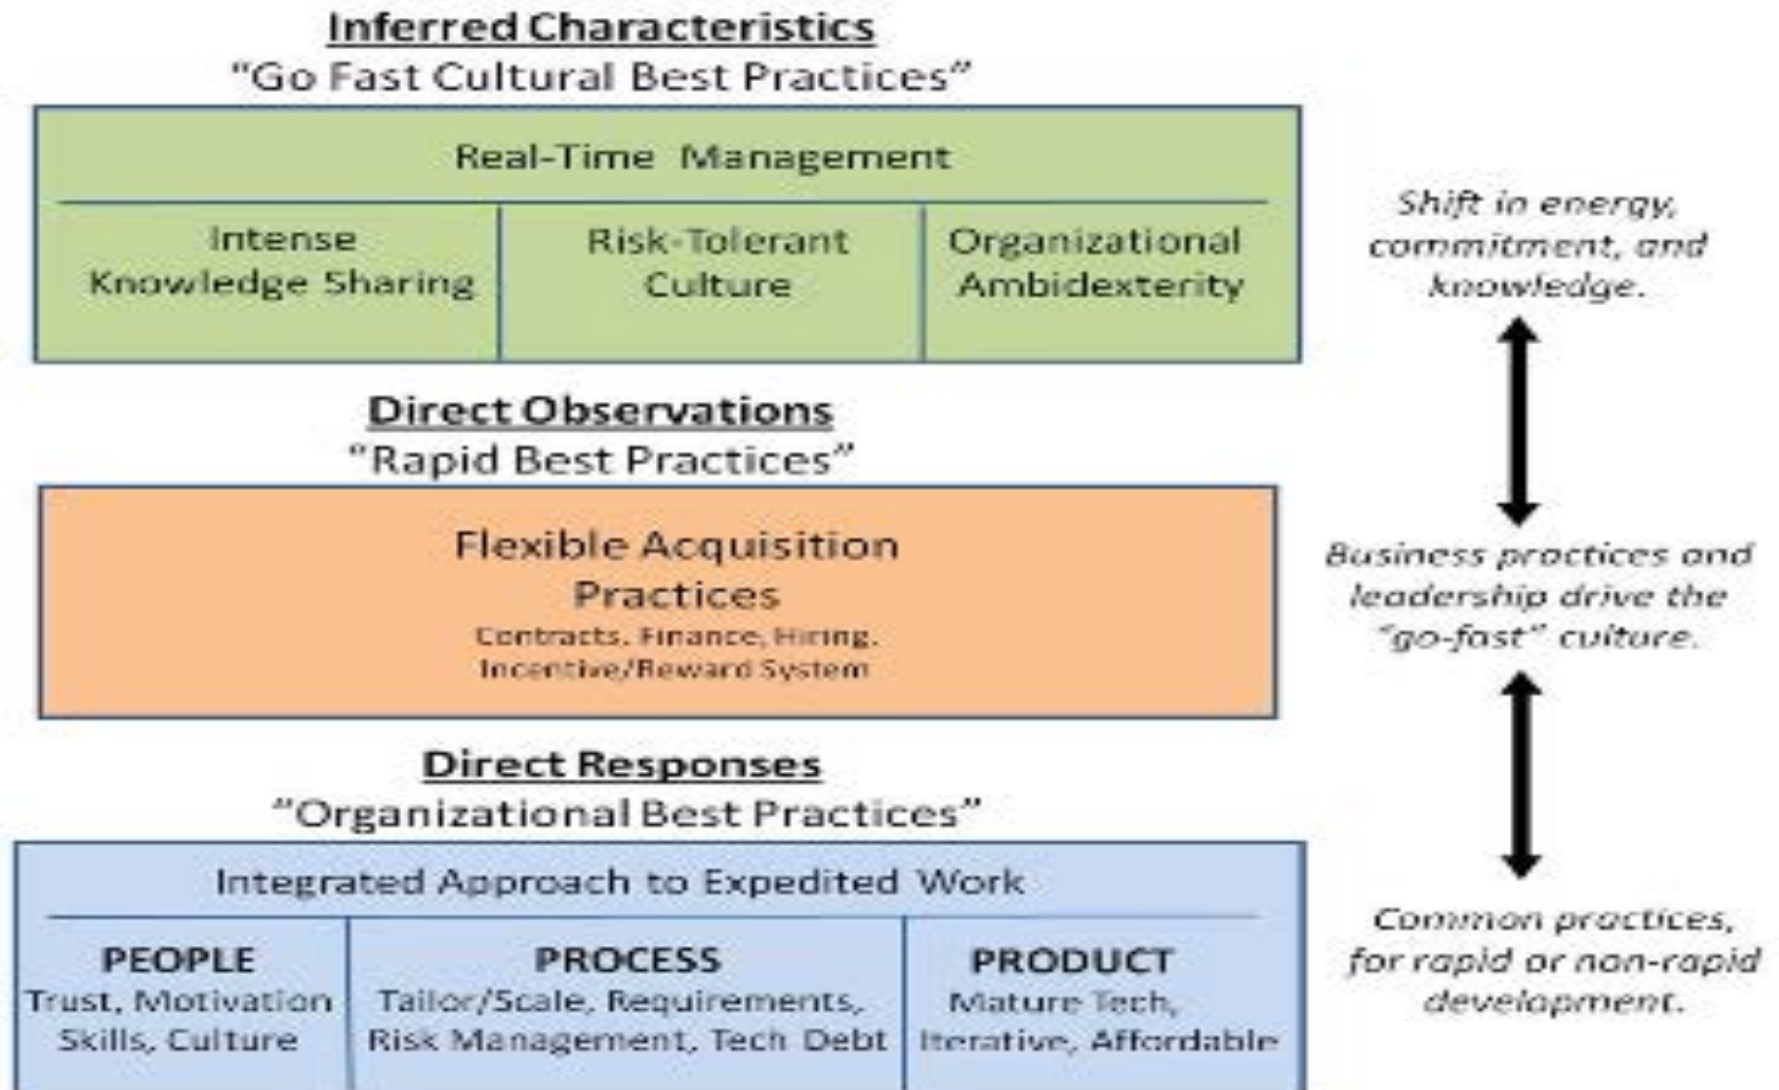 Inferred Characteristics
“Go Fast Cultural Best Practices”
Real-Time Management
Intense
Knowledge Sharing
Risk-Tolerant
Culture
Organizational
Ambidexterity
Shift in energy,
commitment, and
knowledge.
Direct Observations
“Rapid Best Practices”
Flexible Acquisition
Practices
Contracts, Finance, Hiring,
Incentive/Reward System
Business practices and
leadership drive the
“go-fast” culture.
Direct Responses
“Organizational Best Practices”
Integrated Approach to Expedited Work
PEOPLE
Trust, Motivation
Skills, Culture
PROCESS
Tailor/Scale, Requirements,
Risk Management, Tech Debt
PRODUCT
Mature Tech,
Iterative, Affordable
Common practices,
for rapid or non-rapid
development.